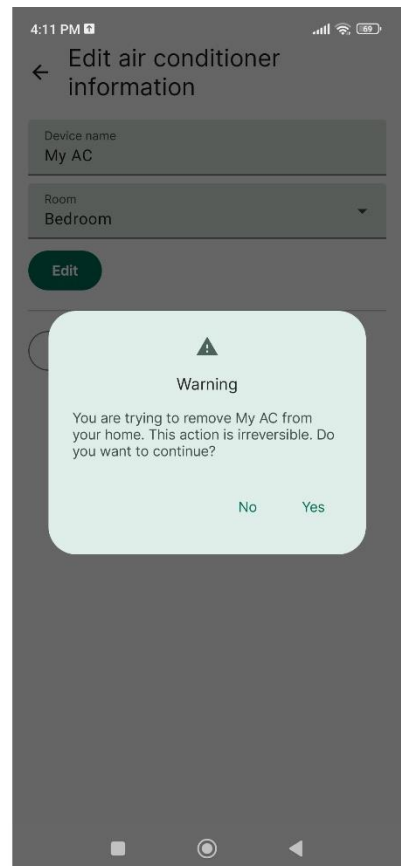 4:11 PM
69
Edit air conditioner
information
Device name
My AC
Room
Bedroom
Edit
Warning
You are trying to remove My AC from
your home. This action is irreversible. Do
you want to continue?
No
Yes